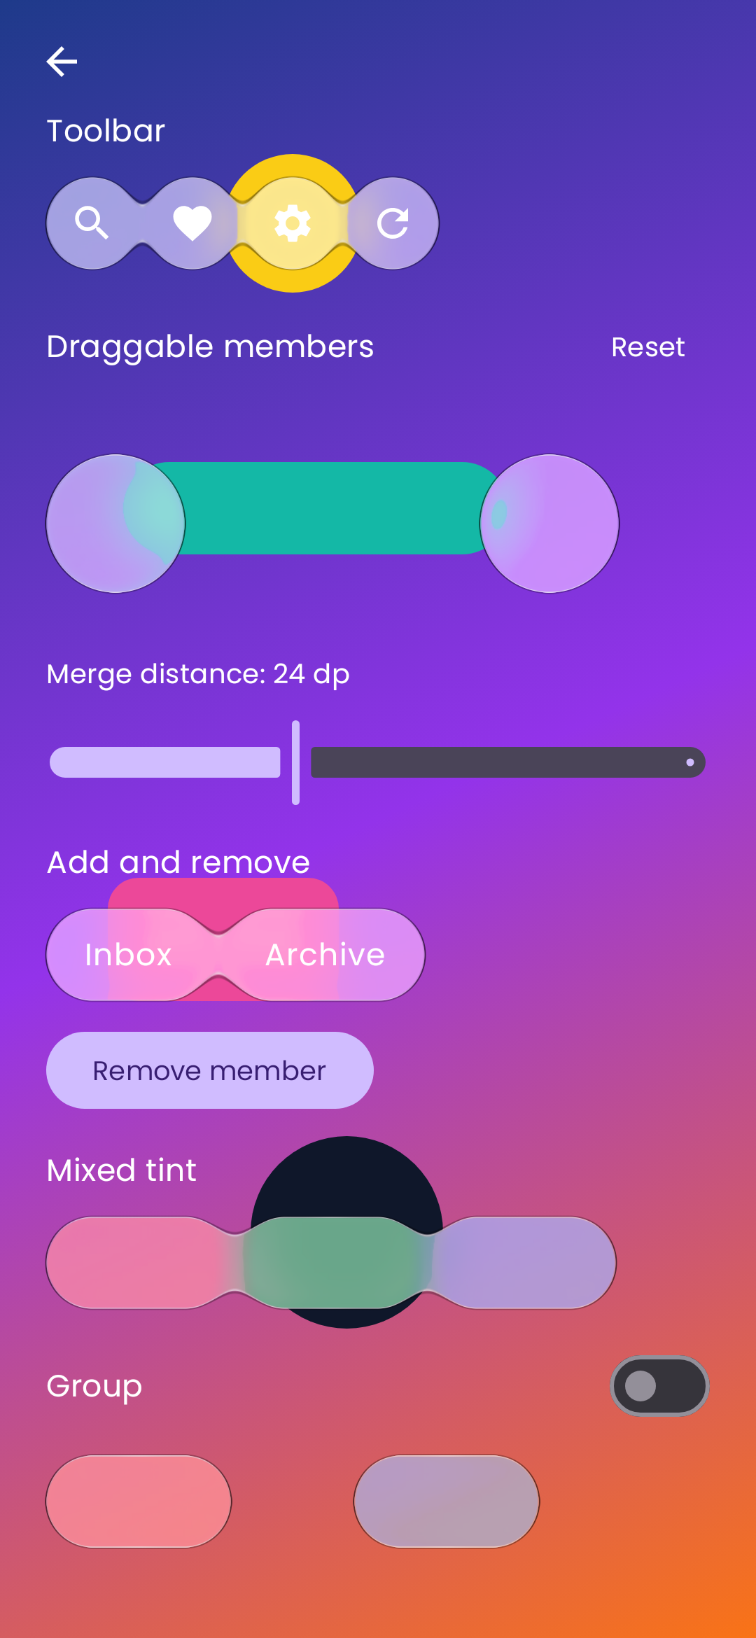 Toolbar
Draggable members
Reset
Merge distance: 24 dp
Add and remove
Inbox
Archive
Remove member
Mixed tint
Group